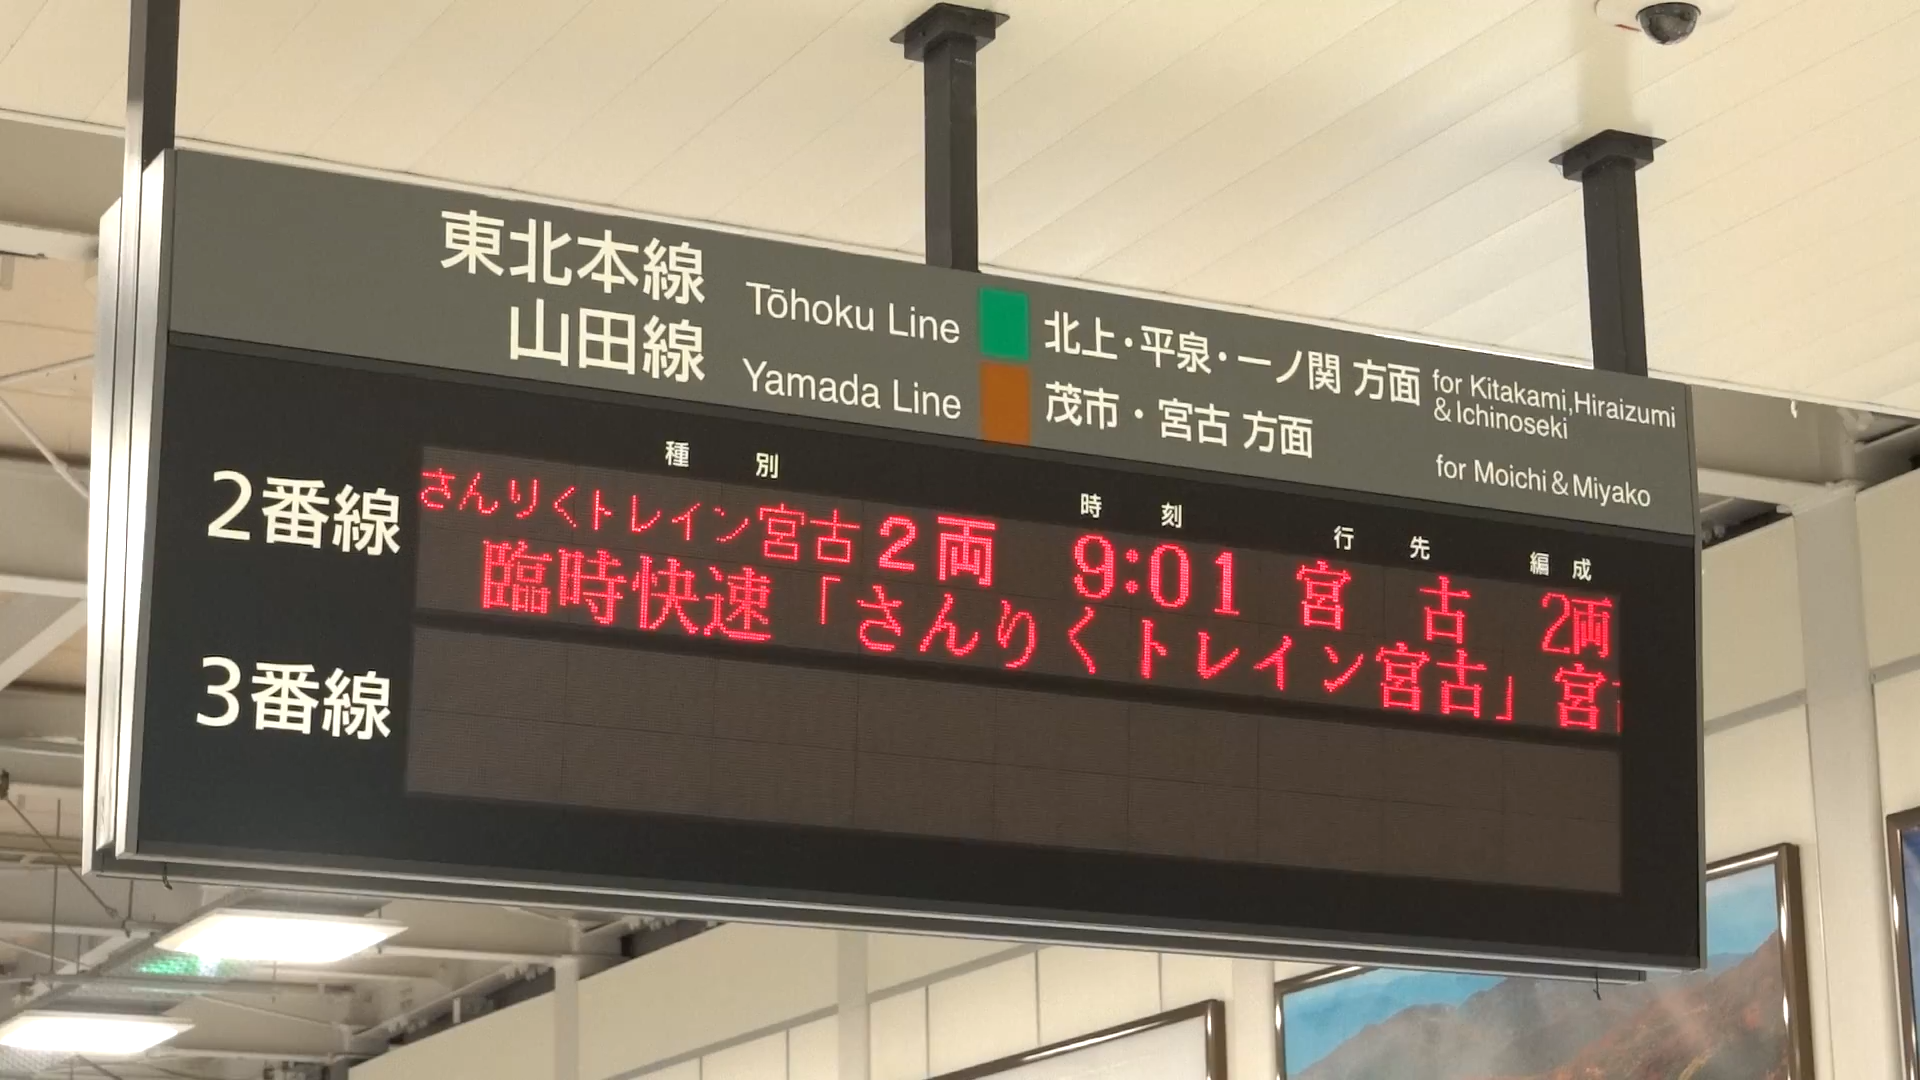 東北本線 Tōhoku Line 北上・平泉・一ノ関 方面 for Kitakami,Hiraizumi & Ichinoseki
山田線 Yamada Line 茂市・宮古 方面 for Moichi & Miyako
種別 時刻 行先 編成
2番線 さんりくトレイン宮古 2両 9:01 宮古 2両
臨時快速「さんりくトレイン宮古」 宮
3番線